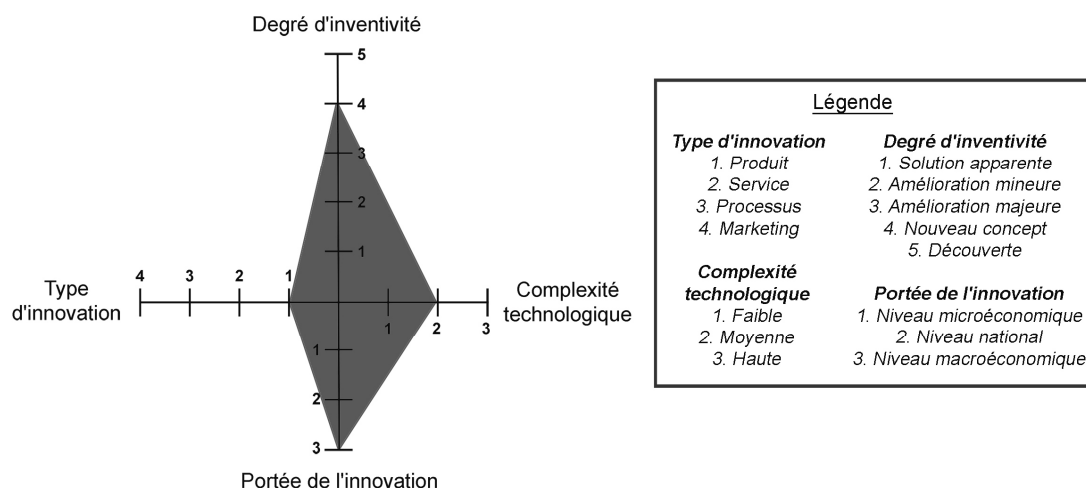 Degré d'inventivité
5
4
3
2
1
4 3 2 1
Type
d'innovation
1 2 3
Complexité
technologique
1
2
3
Portée de l'innovation
Légende
Type d'innovation
1. Produit
2. Service
3. Processus
4. Marketing
Degré d'inventivité
1. Solution apparente
2. Amélioration mineure
3. Amélioration majeure
4. Nouveau concept
5. Découverte
Complexité
technologique
1. Faible
2. Moyenne
3. Haute
Portée de l'innovation
1. Niveau microéconomique
2. Niveau national
3. Niveau macroéconomique